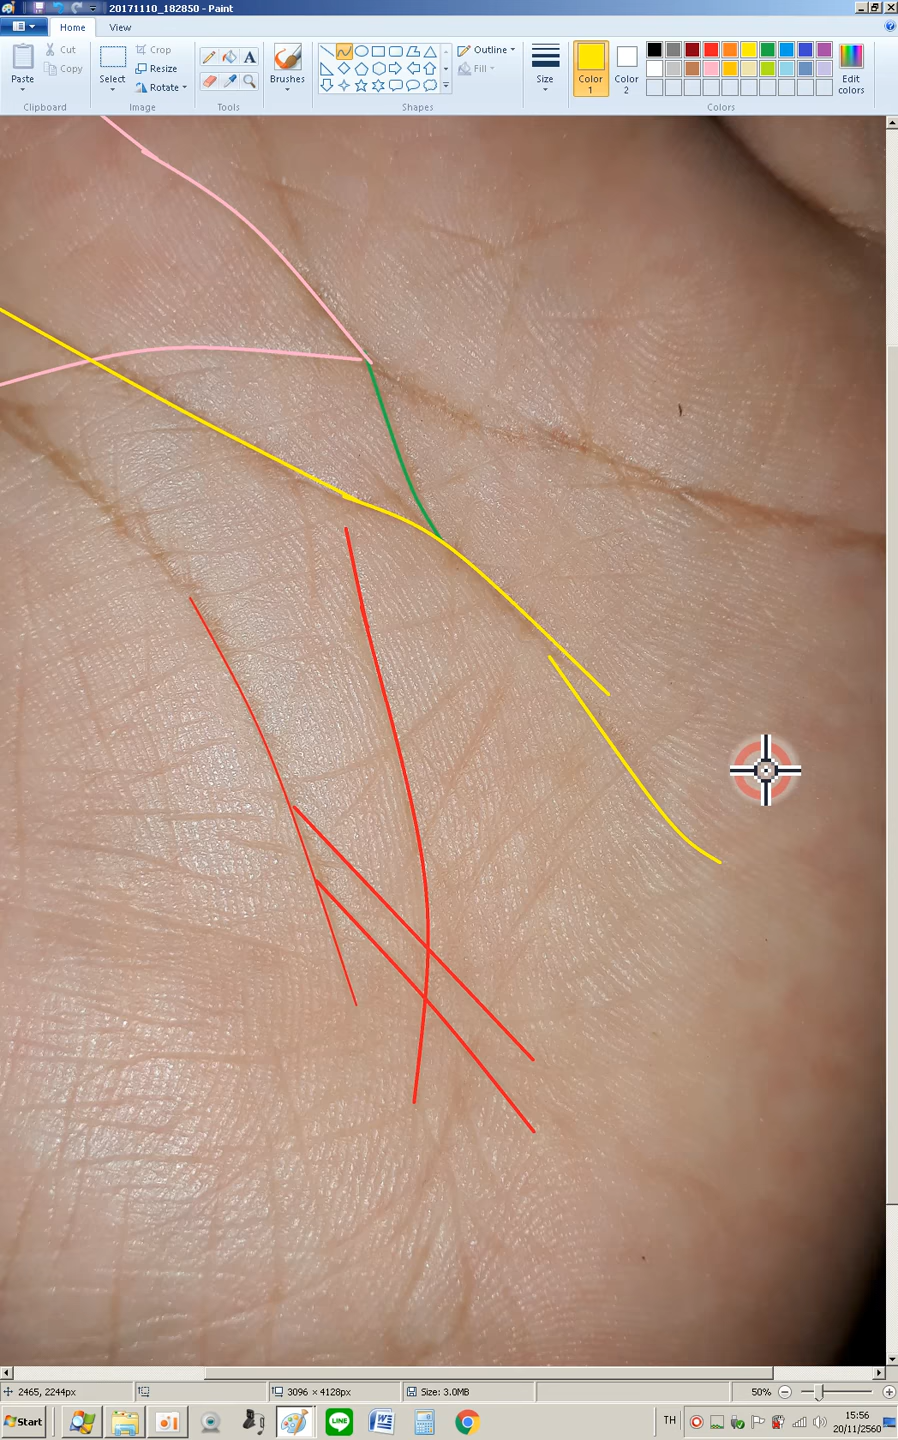 20171110_182850 - Paint
Home
View
Paste
Cut
Copy
Clipboard
Select
Crop
Resize
Rotate
Image
A
Tools
Brushes
Outline
Fill
Shapes
Size
Color 1
Color 2
Edit colors
Colors
2465, 2244px
3096 × 4128px
Size: 3.0MB
50%
Start
LINE
TH
15:56
20/11/2560